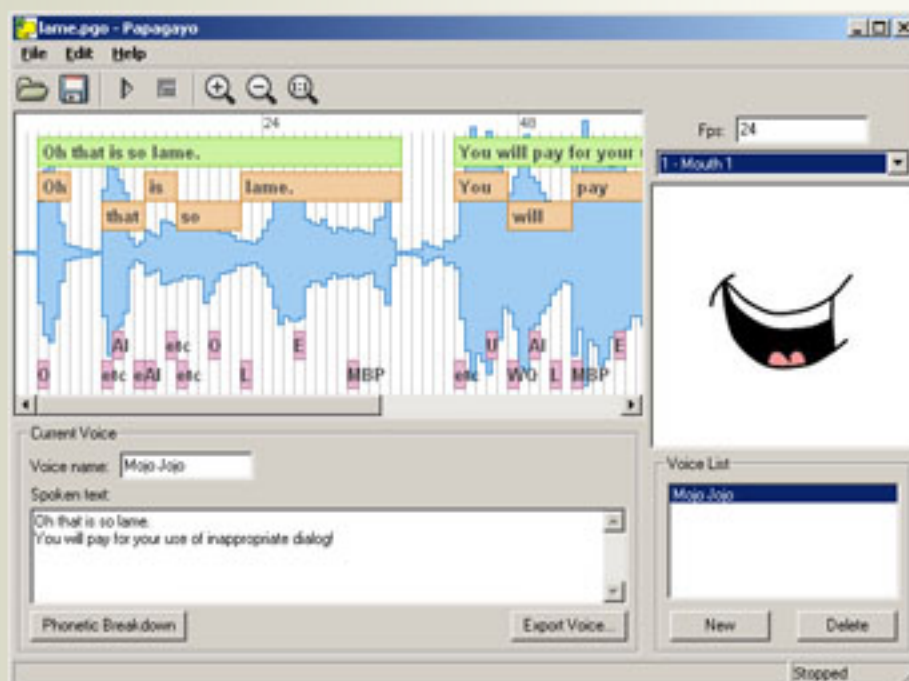 lame.pgo - Papagayo
File Edit Help
24 48
Fps: 24
1 - Mouth 1
Oh that is so lame. You will pay for your
Oh is lame. You pay
that so will
AI etc O E U AI E
O etc eAI etc L MBP etc WQ L MBP
Current Voice
Voice name: Mojo Jojo
Spoken text:
Oh that is so lame.
You will pay for your use of inappropriate dialog!
Phonetic Breakdown Export Voice...
Voice List
Mojo Jojo
New Delete
Stopped